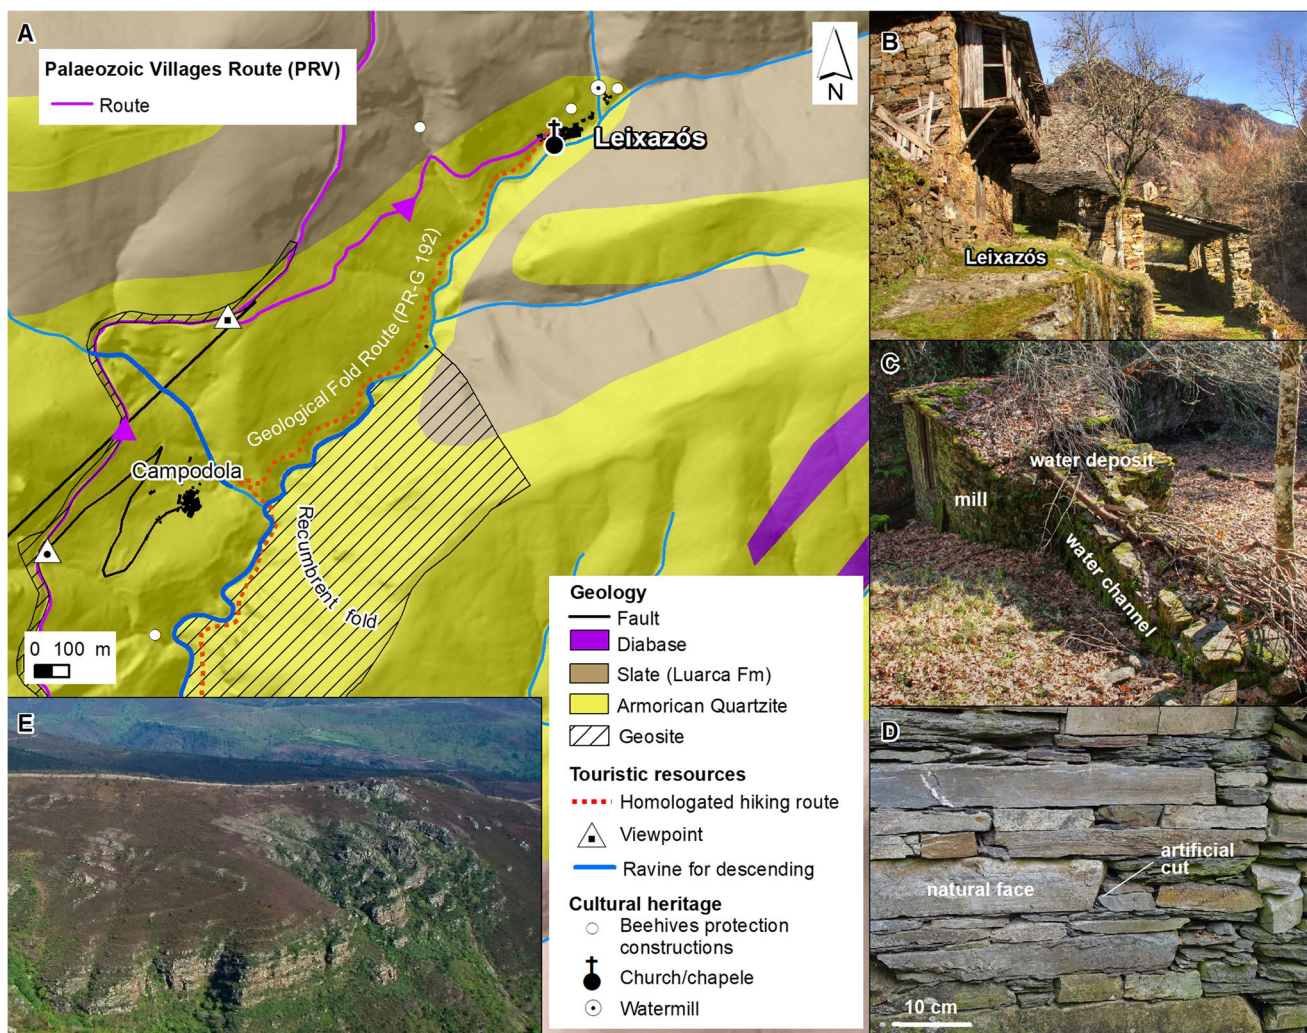 A
Palaeozoic Villages Route (PRV)
Route
N
Leixazós
Geological Fold Route (PR-G 192)
Campodola
Recumbrent fold
0 100 m
Geology
Fault
Diabase
Slate (Luarca Fm)
Armorican Quartzite
Geosite
Touristic resources
Homologated hiking route
Viewpoint
Ravine for descending
Cultural heritage
Beehives protection
constructions
Church/chapele
Watermill
B
Leixazós
C
water deposit
mill
water channel
D
artificial
cut
natural face
10 cm
E